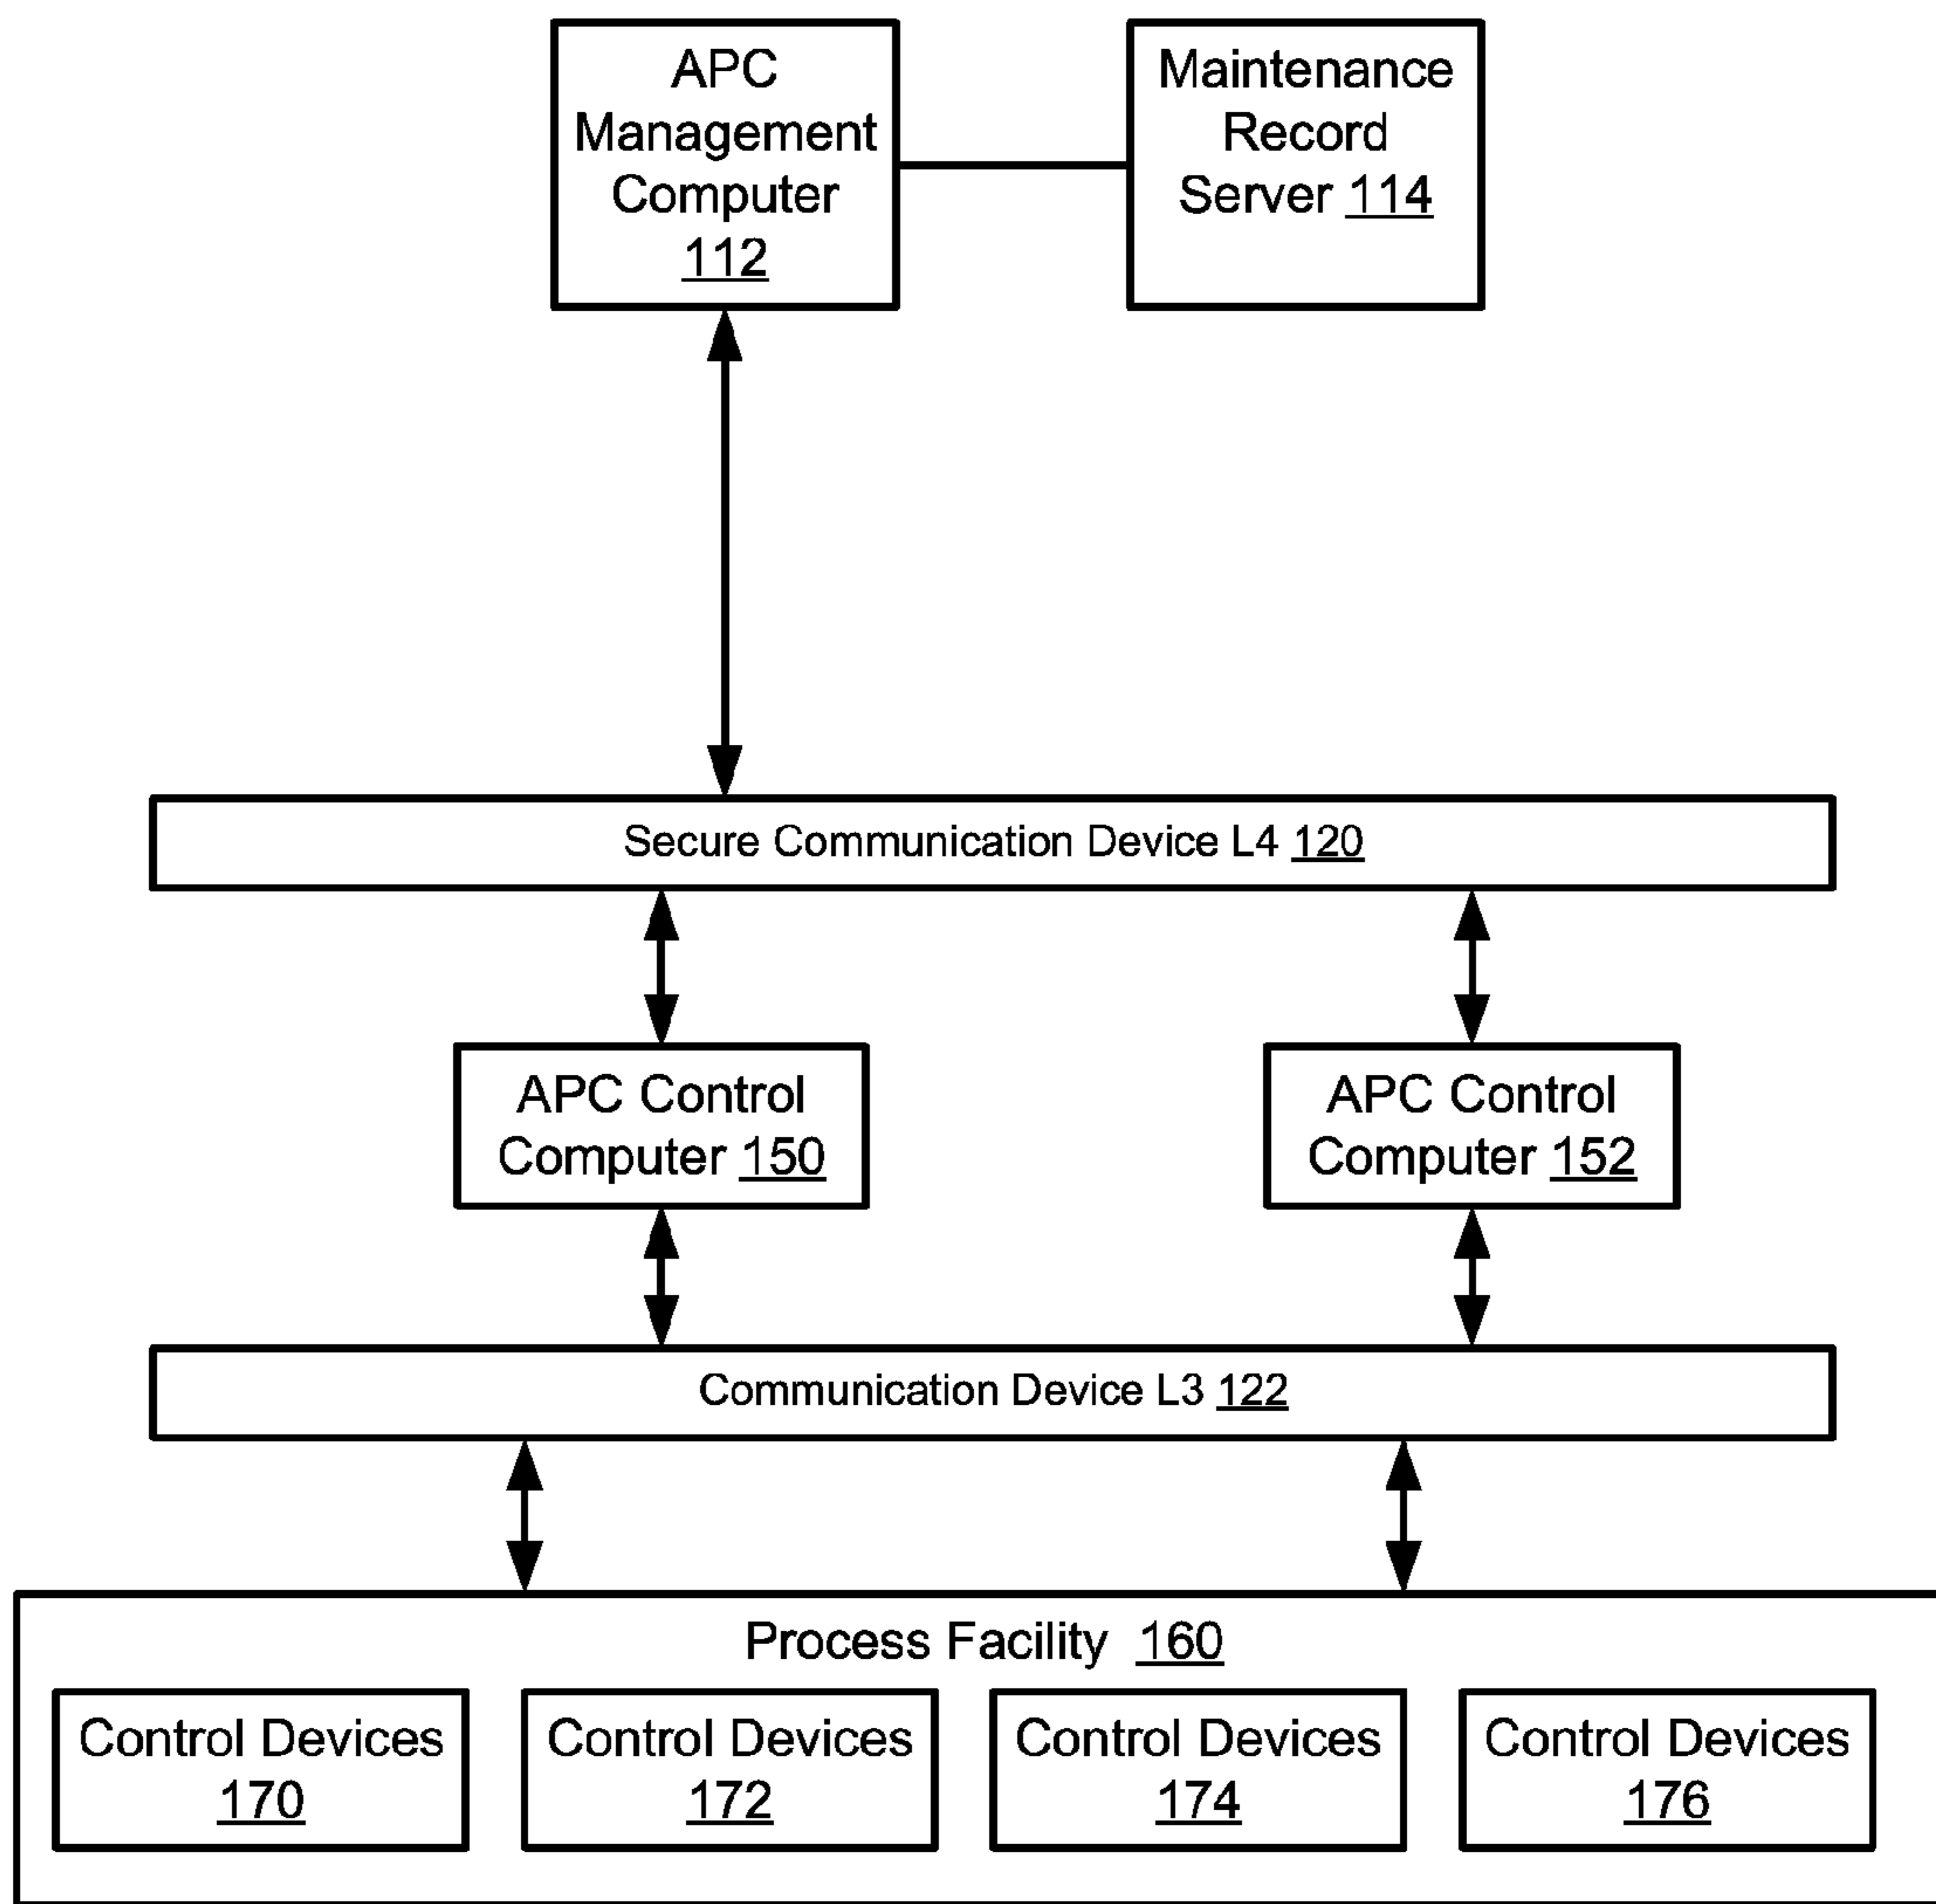 APC
Management
Computer
112
Maintenance
Record
Server 114
Secure Communication Device L4 120
APC Control
Computer 150
APC Control
Computer 152
Communication Device L3 122
Process Facility 160
Control Devices
170
Control Devices
172
Control Devices
174
Control Devices
176